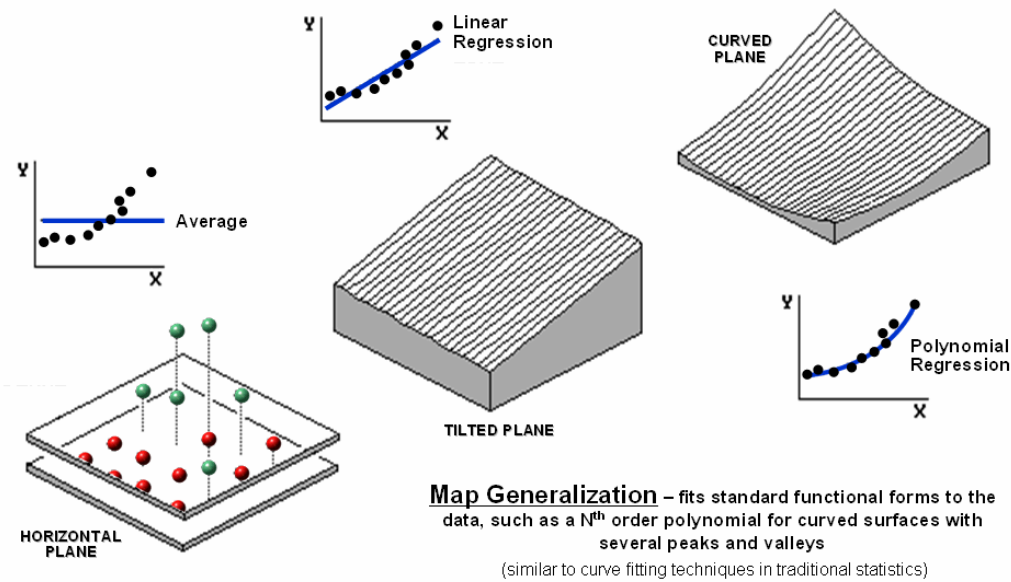 Y
Linear
Regression
X
CURVED
PLANE
Y
Average
X
Y
Polynomial
Regression
X
TILTED PLANE
HORIZONTAL
PLANE
Map Generalization – fits standard functional forms to the
data, such as a Nth order polynomial for curved surfaces with
several peaks and valleys
(similar to curve fitting techniques in traditional statistics)